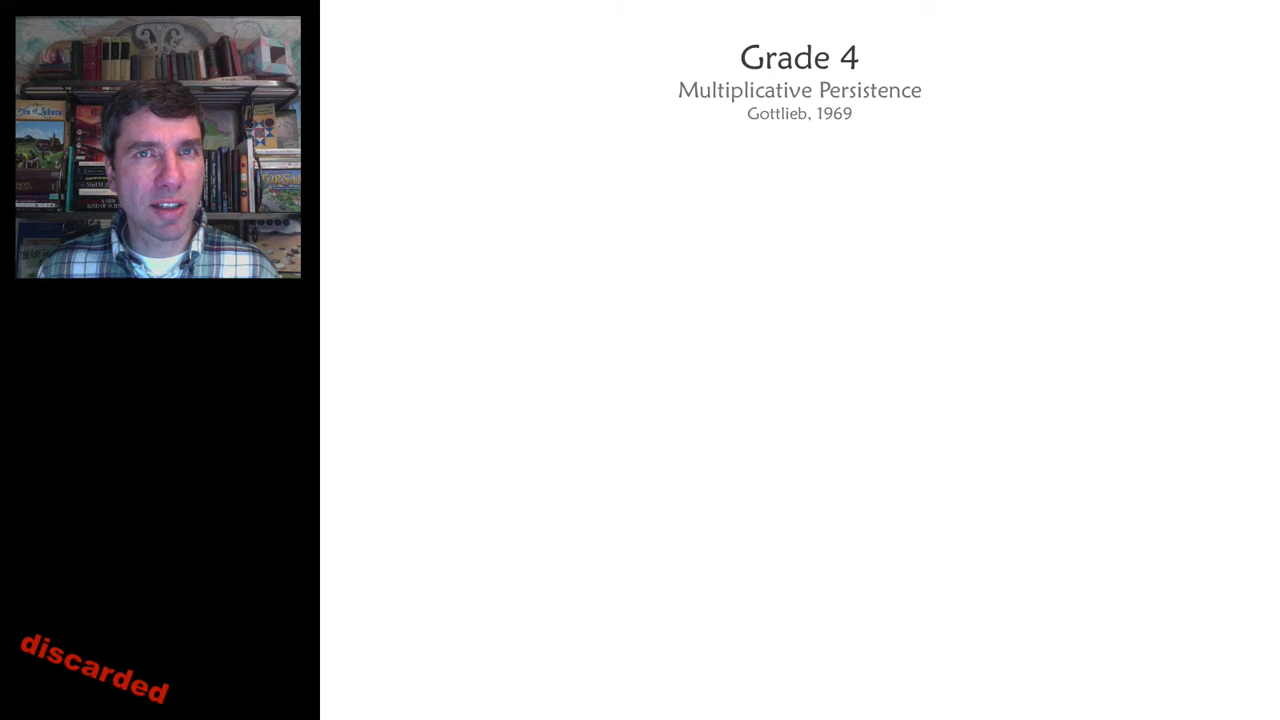 Grade 4
Multiplicative Persistence
Gottlieb, 1969
discarded